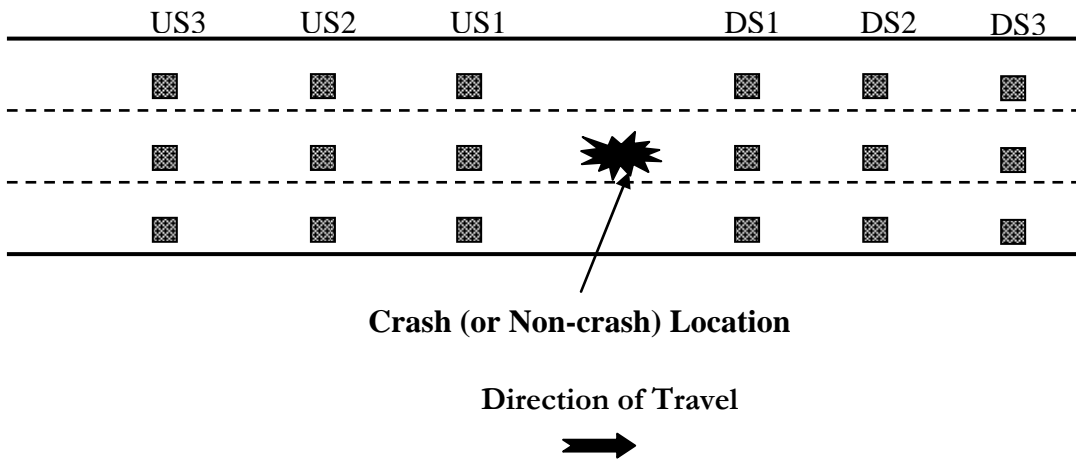 US3 US2 US1 DS1 DS2 DS3
Crash (or Non-crash) Location
Direction of Travel